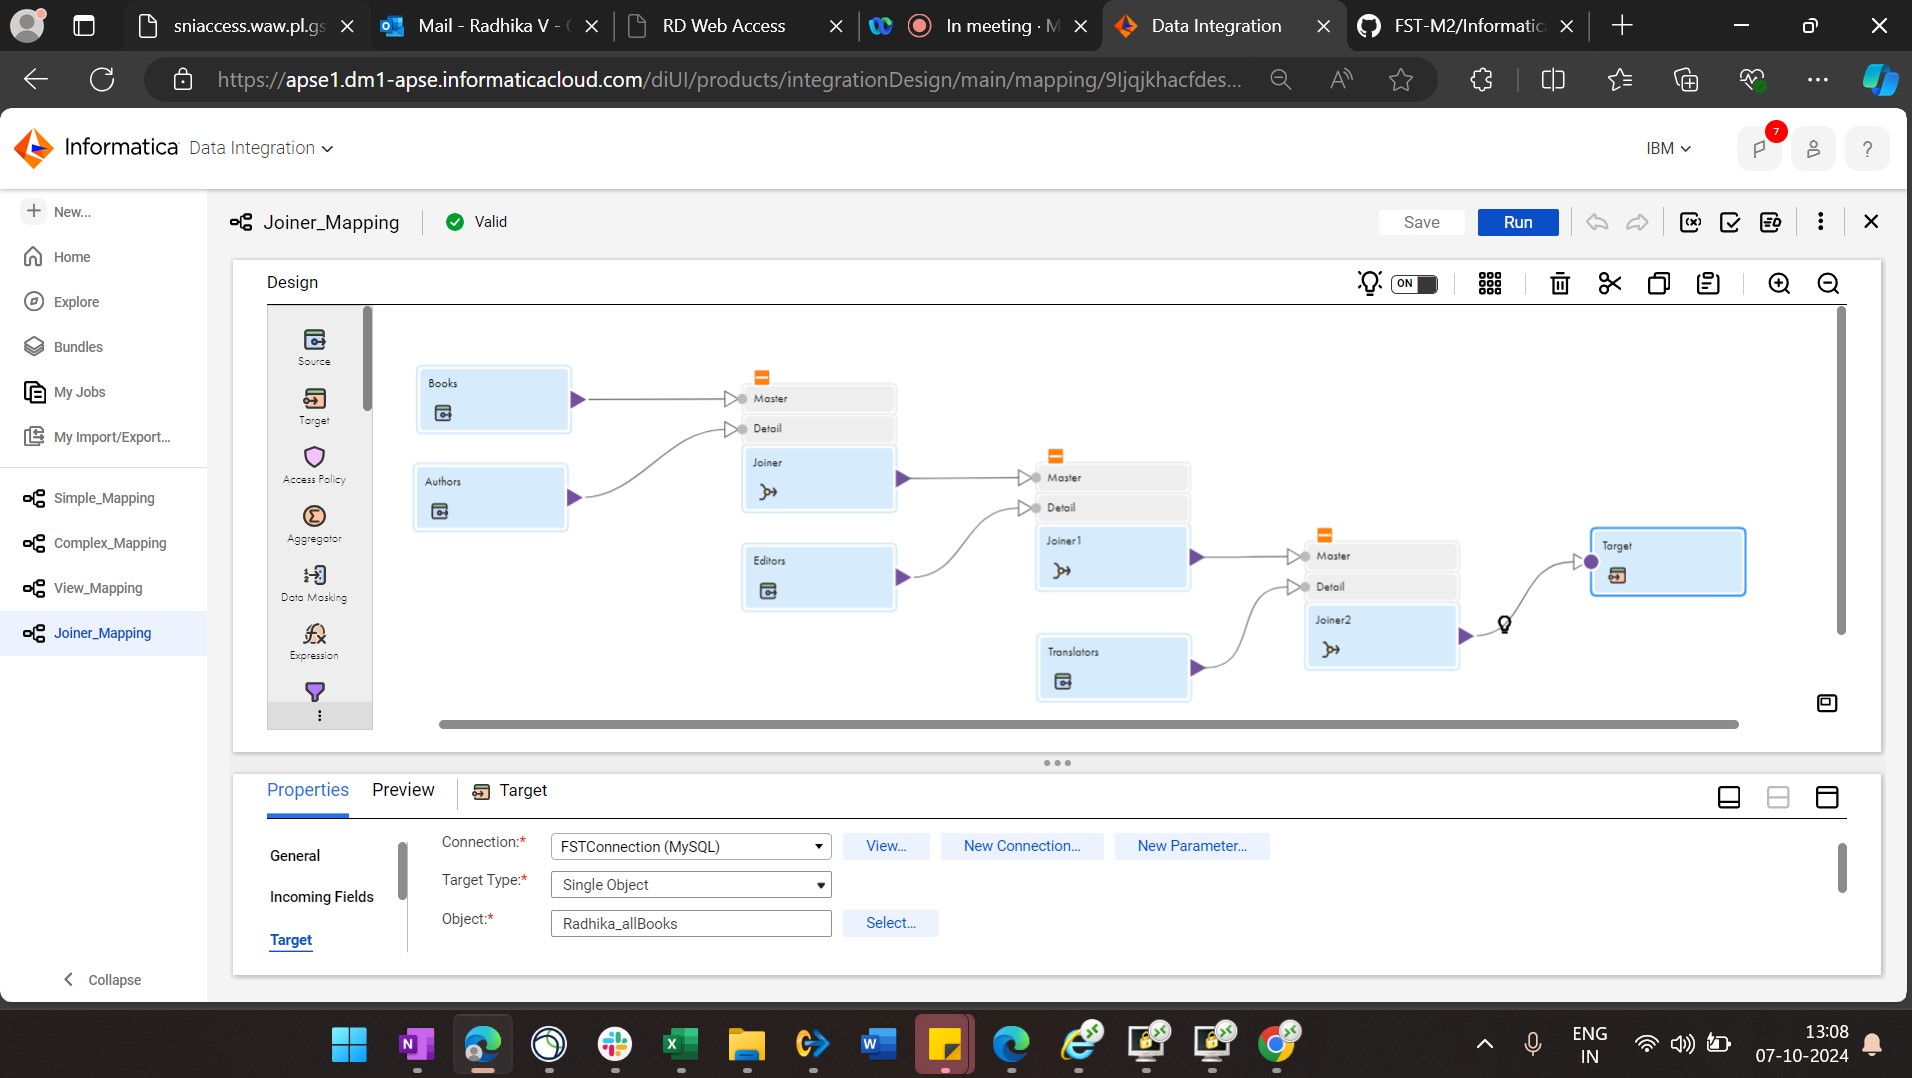 sniaccess.waw.pl.gs
Mail - Radhika V -
RD Web Access
In meeting · M
Data Integration
FST-M2/Informatic
https://apse1.dm1-apse.informaticacloud.com/diUI/products/integrationDesign/main/mapping/9ljqjkhacfdes...
Informatica Data Integration
IBM
7
?
New...
Home
Explore
Bundles
My Jobs
My Import/Export...
Simple_Mapping
Complex_Mapping
View_Mapping
Joiner_Mapping
Collapse
Joiner_Mapping
Valid
Save
Run
Design
ON
Source
Target
Access Policy
Aggregator
Data Masking
Expression
Books
Authors
Master
Detail
Joiner
Editors
Master
Detail
Joiner1
Translators
Master
Detail
Joiner2
Target
Properties
Preview
Target
General
Incoming Fields
Target
Connection:*
FSTConnection (MySQL)
View...
New Connection...
New Parameter...
Target Type:*
Single Object
Object:*
Radhika_allBooks
Select...
ENG
IN
13:08
07-10-2024